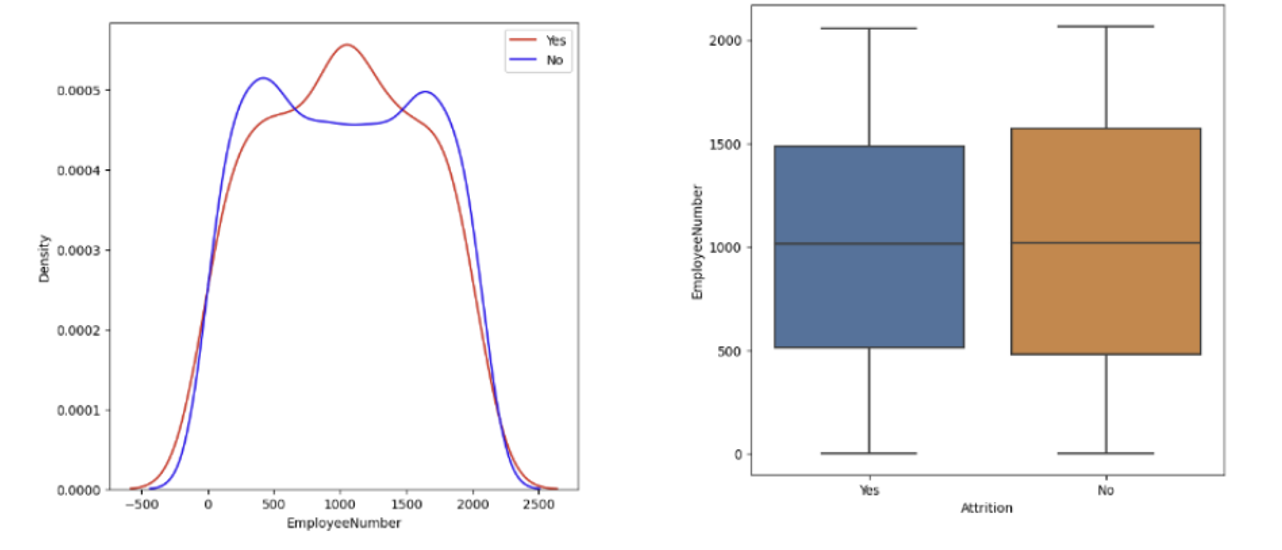 Yes
No
0.0005
0.0004
0.0003
0.0002
0.0001
0.0000
Density
−500 0 500 1000 1500 2000 2500
EmployeeNumber
2000
1500
1000
500
0
EmployeeNumber
Yes No
Attrition